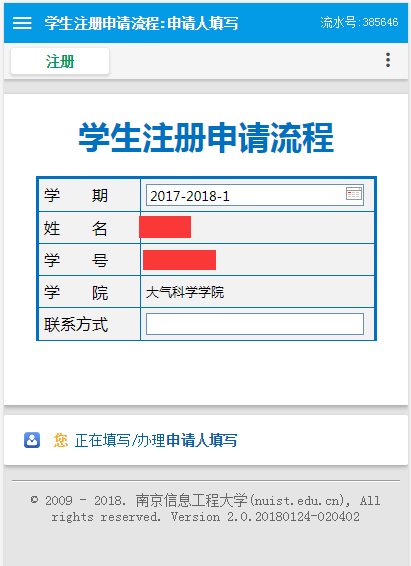 学生注册申请流程:申请人填写 流水号:385646
注册
学生注册申请流程
学 期 2017-2018-1
姓 名
学 号
学 院 大气科学学院
联系方式
您 正在填写/办理申请人填写
© 2009 - 2018. 南京信息工程大学(nuist.edu.cn), All
rights reserved. Version 2.0.20180124-020402